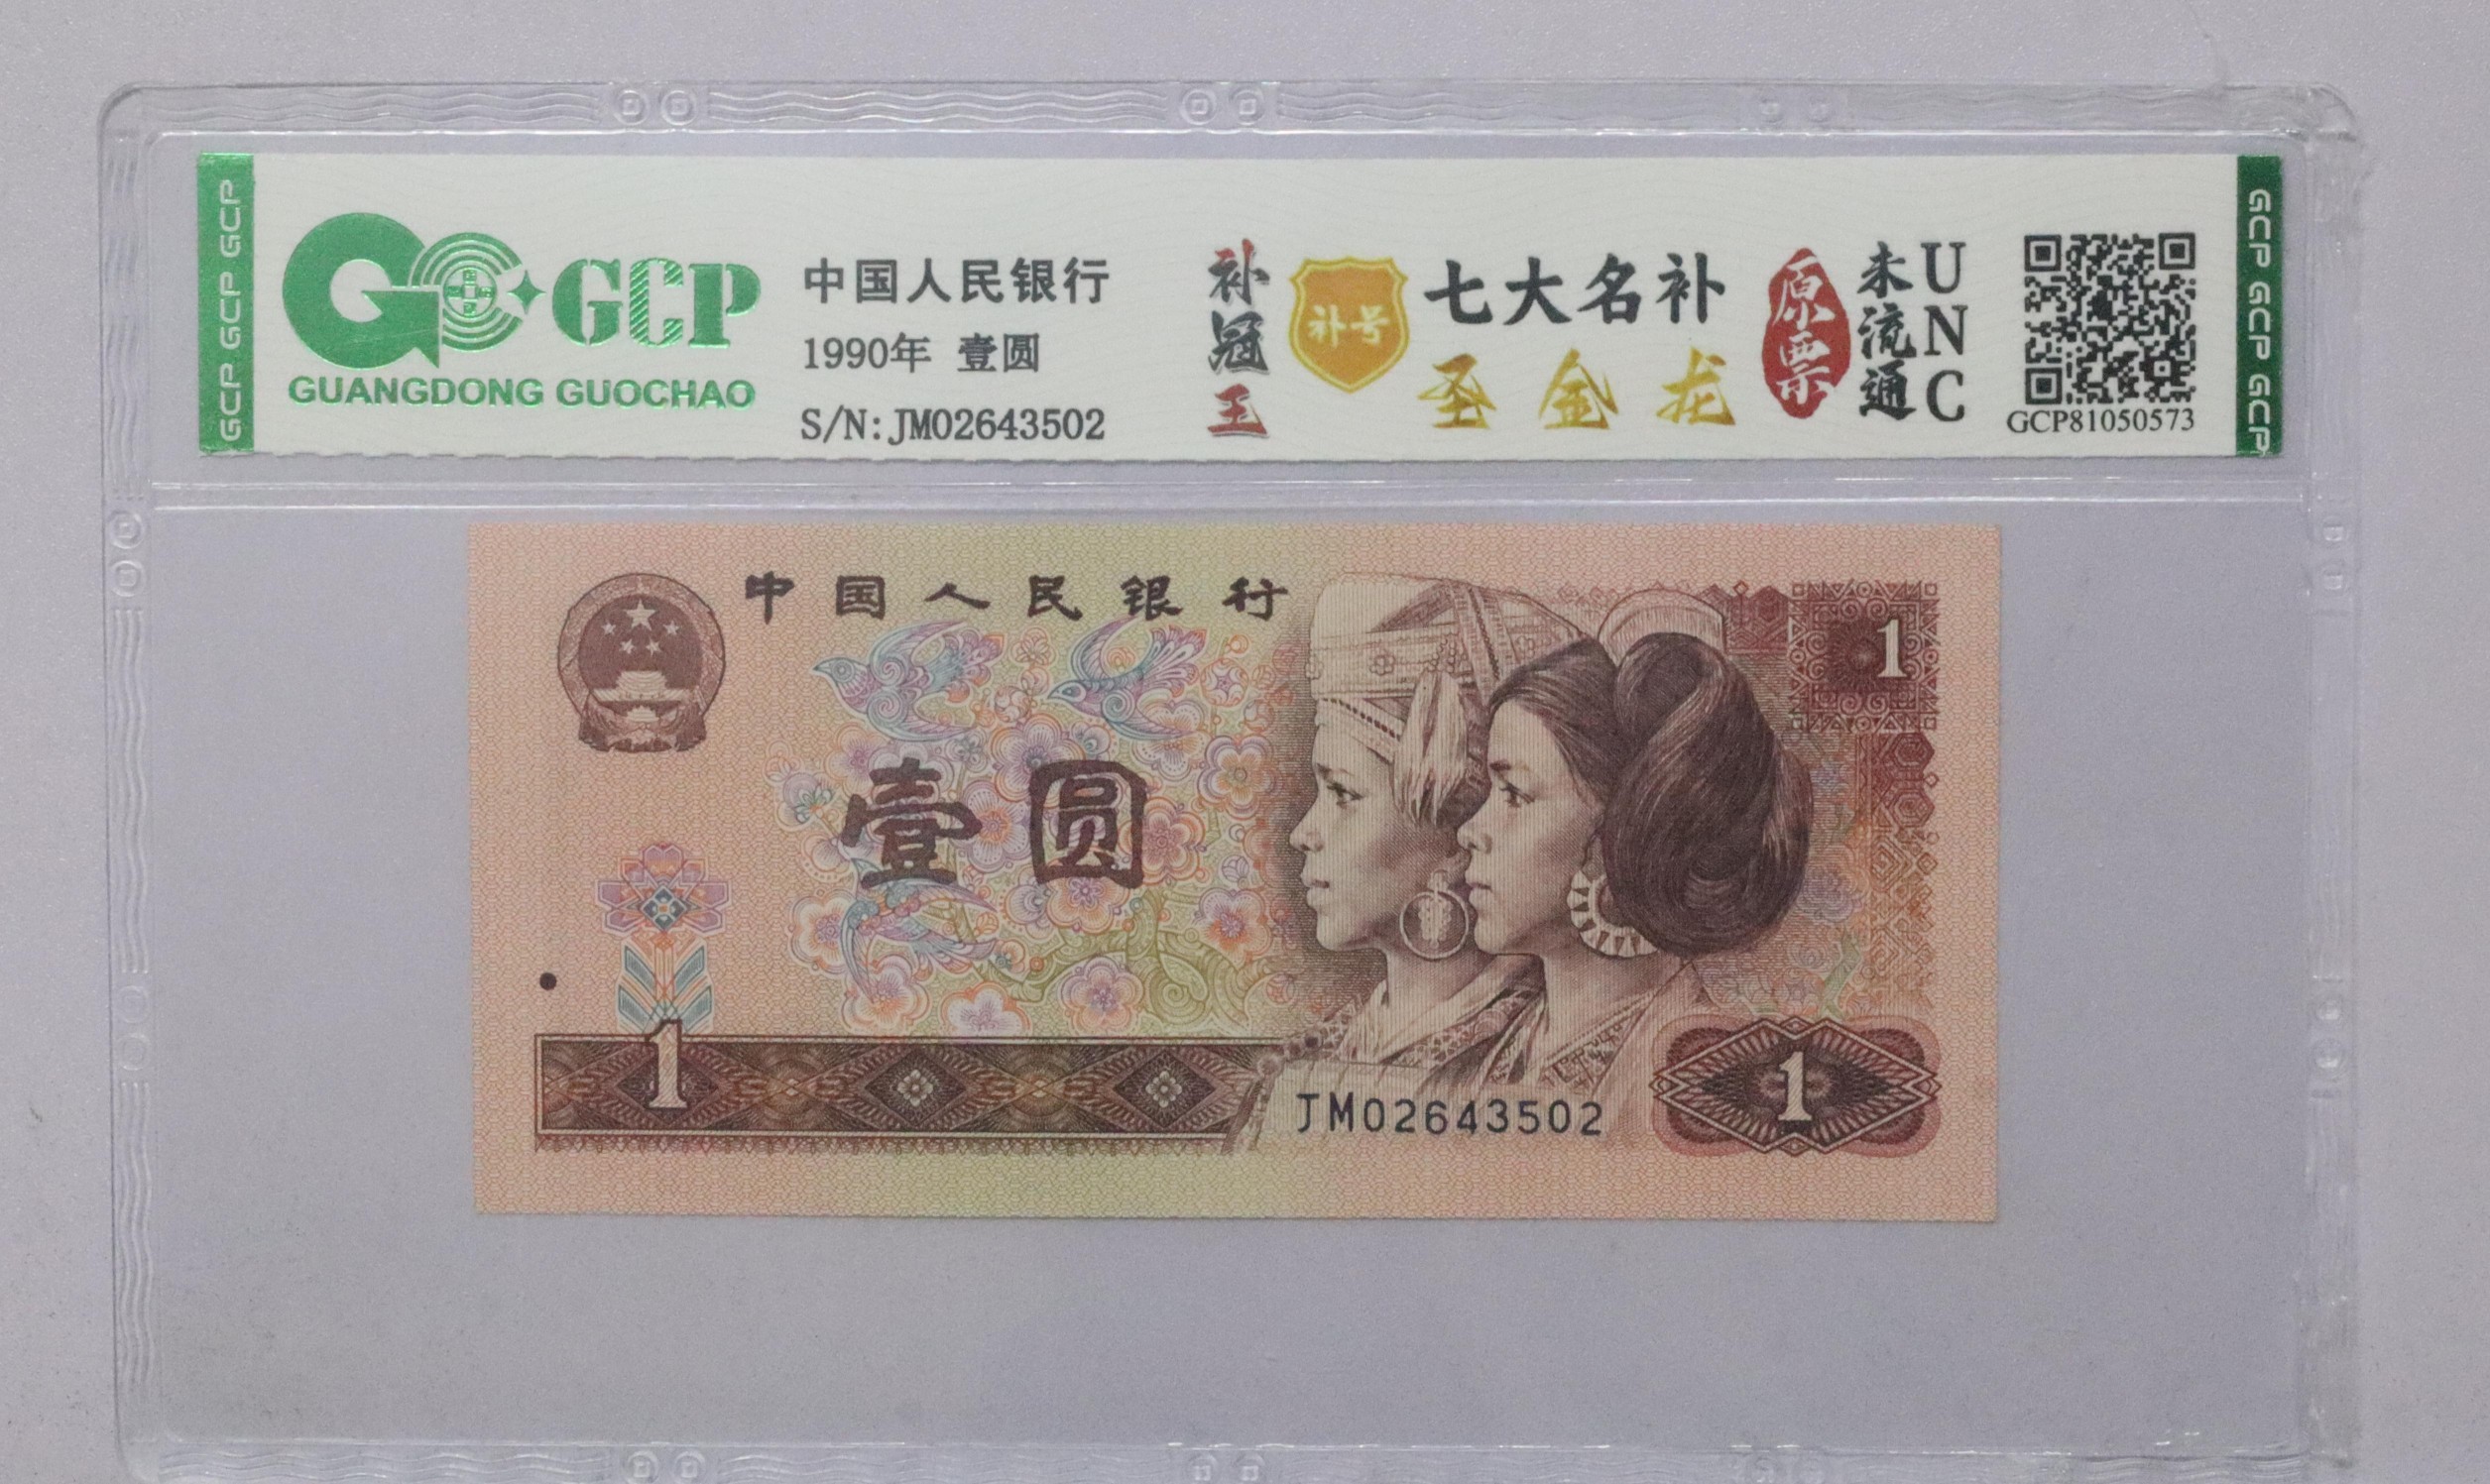 GCP GCP GCP
GCP
GUANGDONG GUOCHAO
中国人民银行
1990年 壹圆
S/N:JM02643502
补冠王
补号
七大名补
圣金龙
原票
未流通
UNC
GCP81050573
GCP GCP GCP
中国人民银行
1
壹圆
1
JM02643502
1